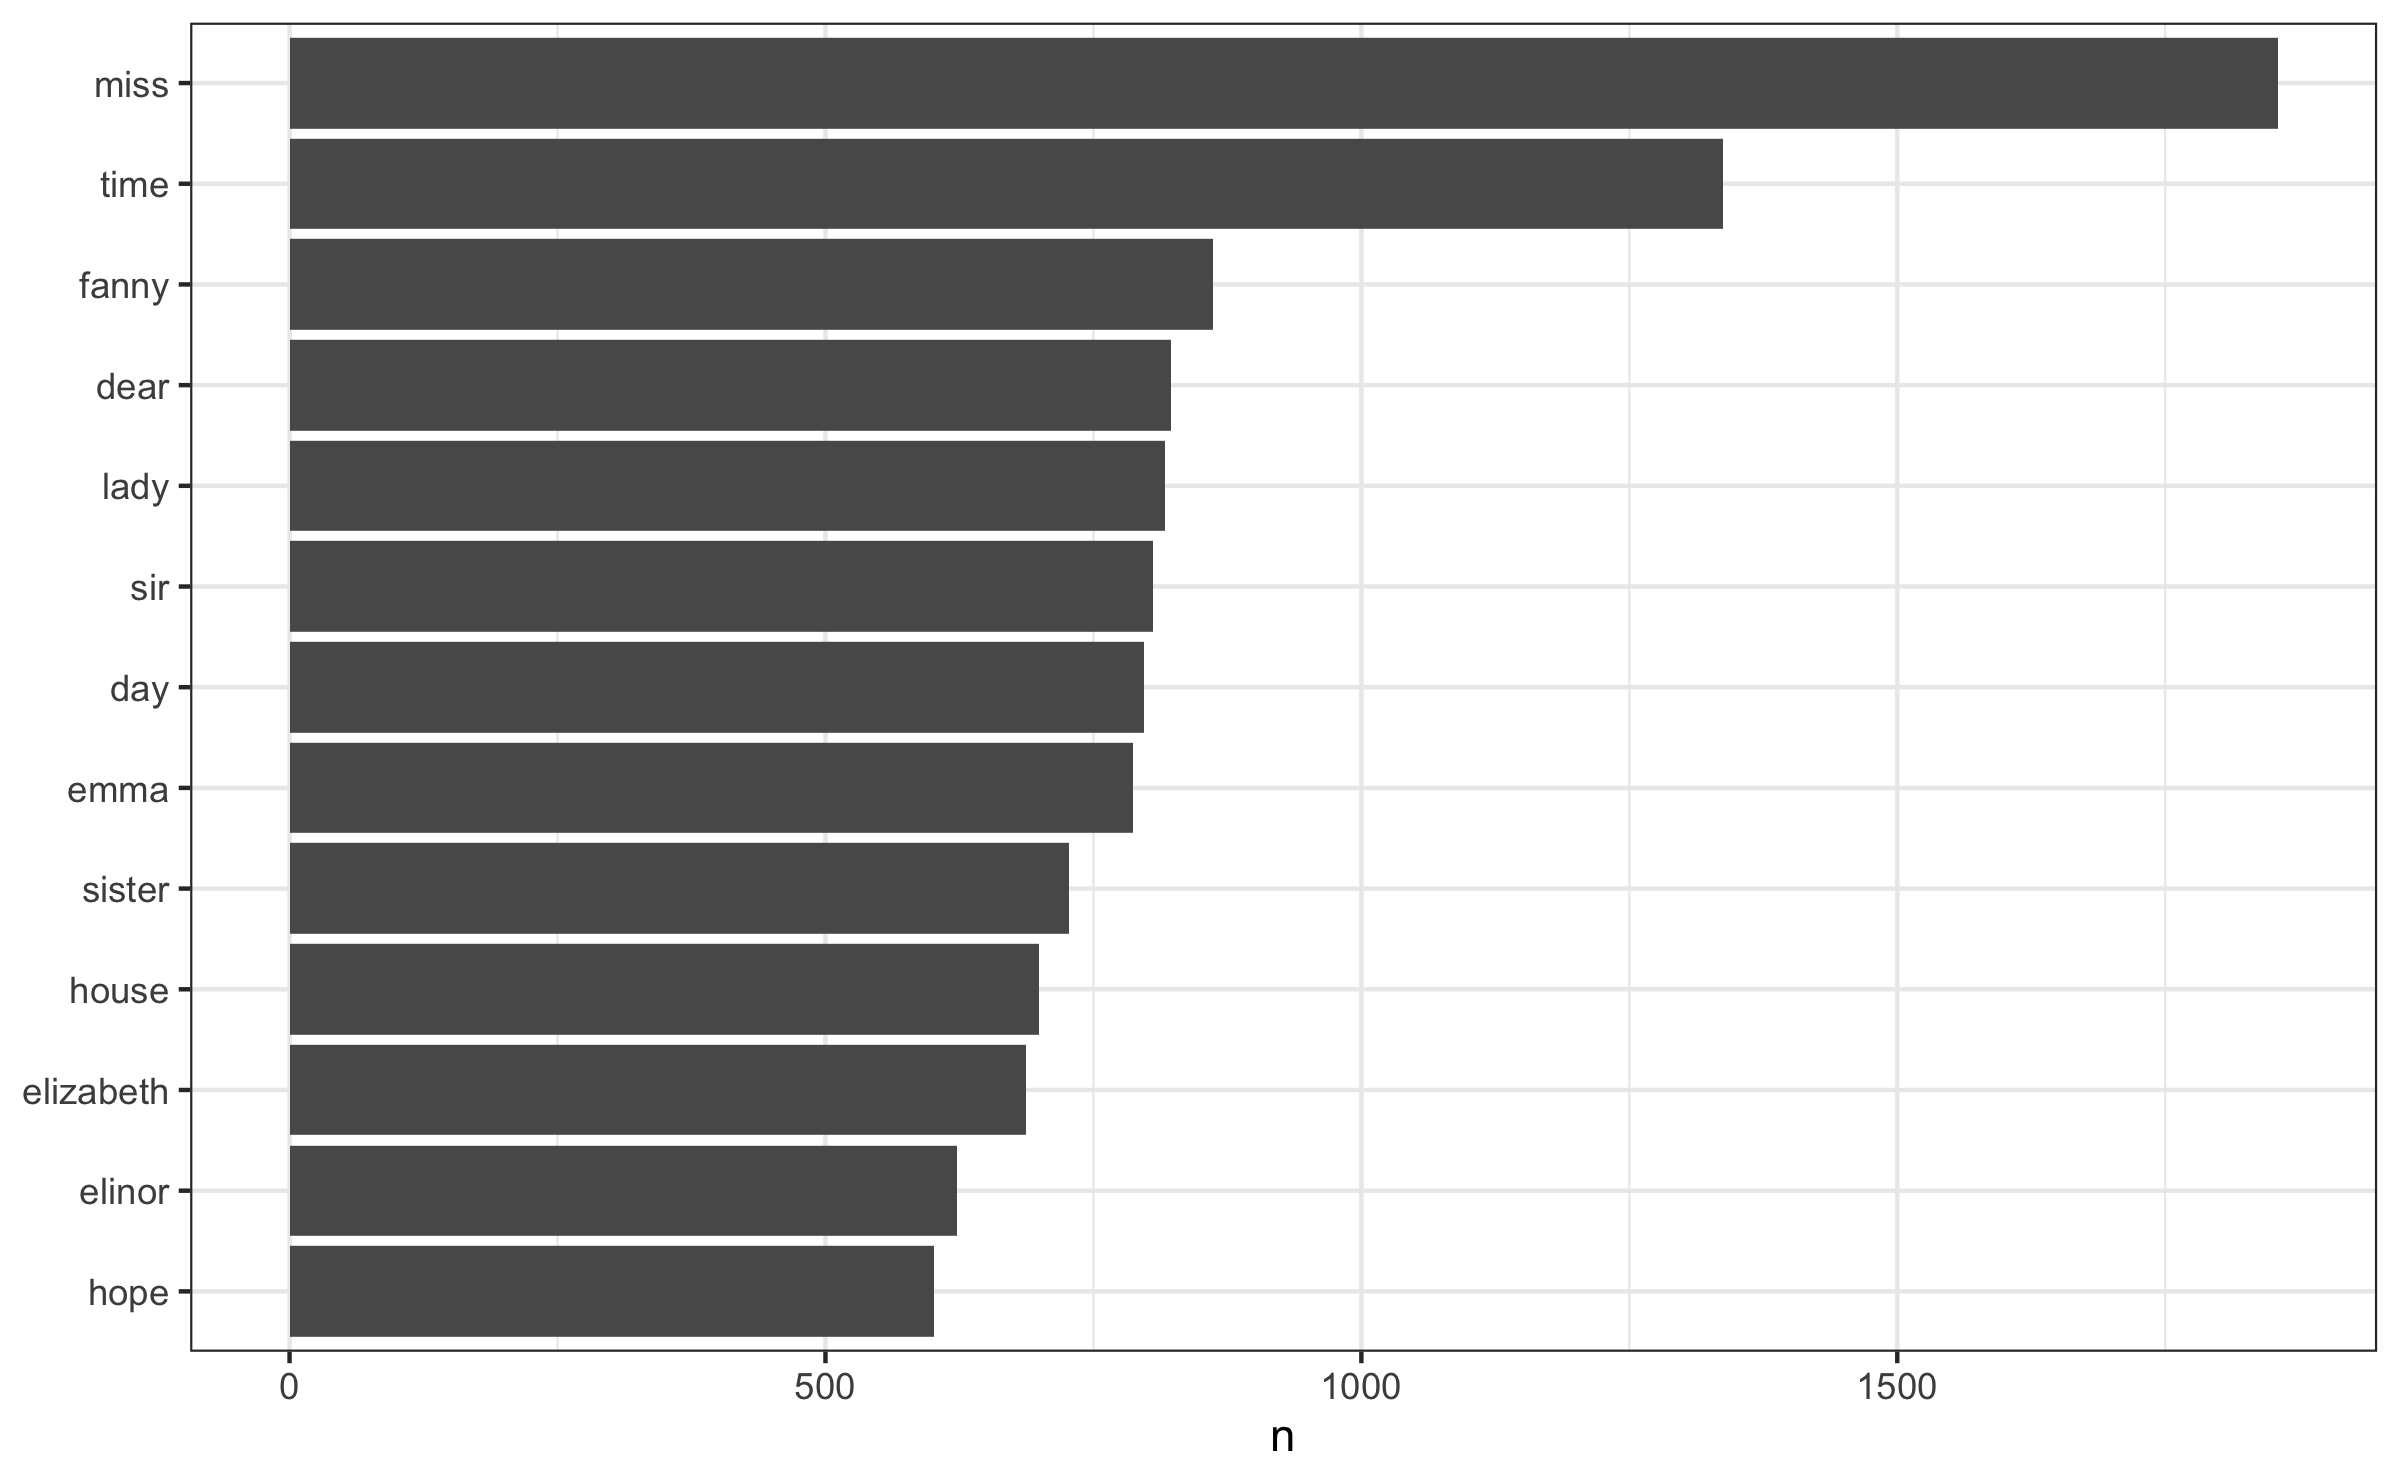 miss
time
fanny
dear
lady
sir
day
emma
sister
house
elizabeth
elinor
hope
0 500 1000 1500
n